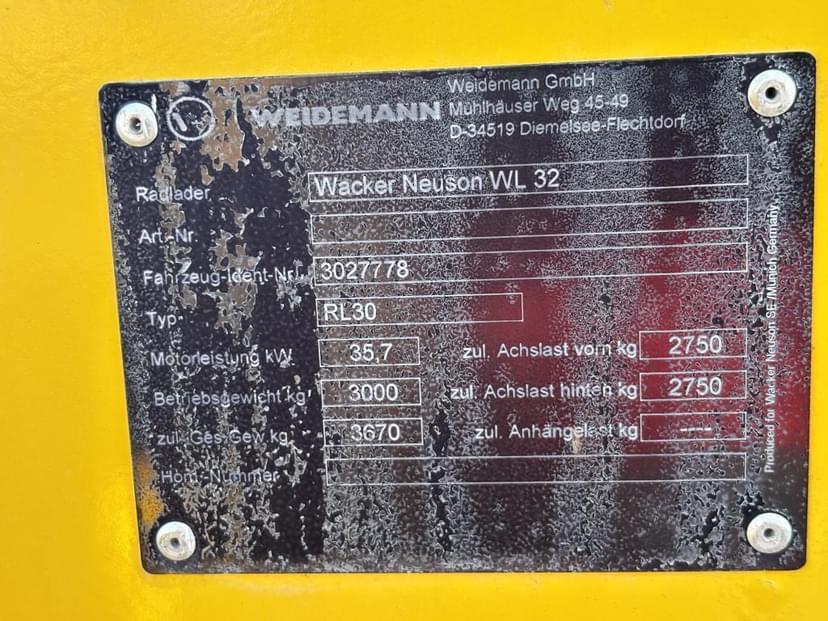 WEIDEMANN
Weidemann GmbH
Mühlhäuser Weg 45-49
D-34519 Diemelsee-Flechtdorf
Radlader Wacker Neuson WL 32
Art.-Nr.
Fahrzeug-Ident-Nr. 3027778
Typ RL30
Motorleistung kW 35,7 zul. Achslast vorn kg 2750
Betriebsgewicht kg 3000 zul. Achslast hinten kg 2750
zul. Ges.Gew. kg 3670 zul. Anhängelast kg ----
Hom.-Nummer
Produced for Wacker Neuson SE/Munich Germany